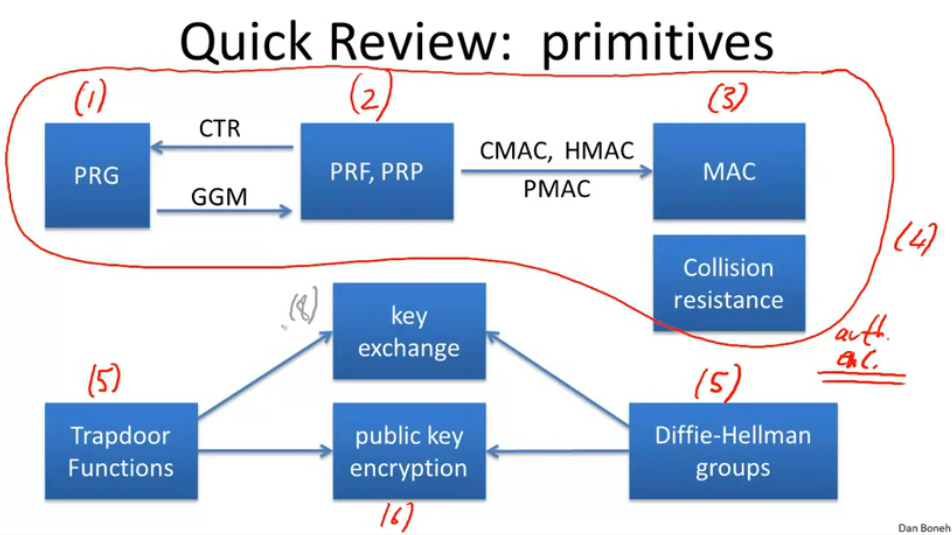 Quick Review: primitives
(1)
(2)
(3)
PRG
CTR
GGM
PRF, PRP
CMAC, HMAC
PMAC
MAC
(4)
Collision
resistance
auth.
enc.
(8)
key
exchange
(5)
(5)
Trapdoor
Functions
public key
encryption
Diffie-Hellman
groups
(6)
Dan Boneh